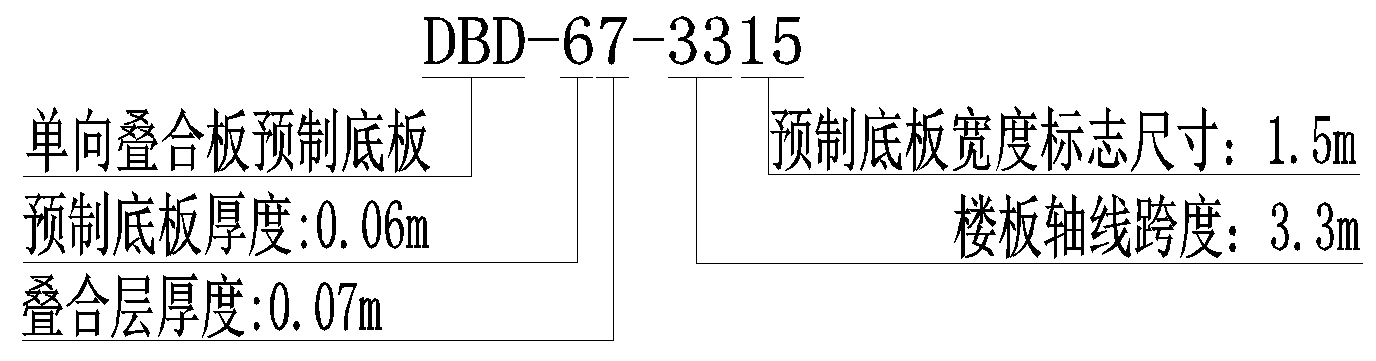 DBD-67-3315
单向叠合板预制底板
预制底板宽度标志尺寸：1.5m
预制底板厚度:0.06m
楼板轴线跨度：3.3m
叠合层厚度:0.07m